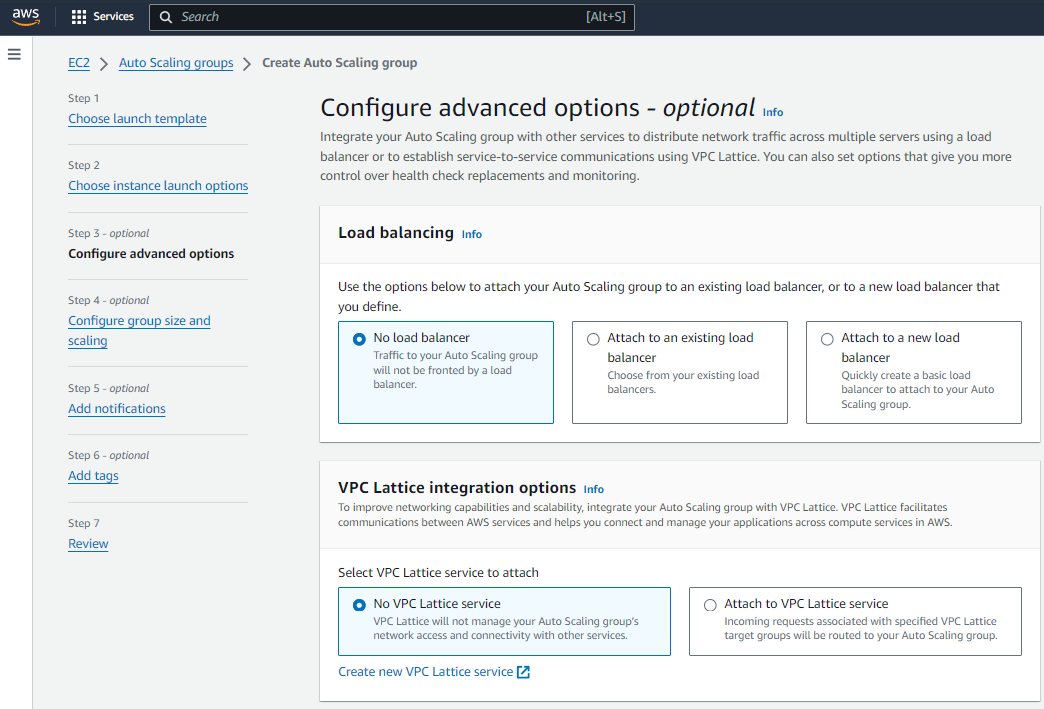 aws
Services
Search
[Alt+S]
EC2
Auto Scaling groups
Create Auto Scaling group
Step 1
Choose launch template
Step 2
Choose instance launch options
Step 3 - optional
Configure advanced options
Step 4 - optional
Configure group size and
scaling
Step 5 - optional
Add notifications
Step 6 - optional
Add tags
Step 7
Review
Configure advanced options - optional Info
Integrate your Auto Scaling group with other services to distribute network traffic across multiple servers using a load
balancer or to establish service-to-service communications using VPC Lattice. You can also set options that give you more
control over health check replacements and monitoring.
Load balancing Info
Use the options below to attach your Auto Scaling group to an existing load balancer, or to a new load balancer that
you define.
No load balancer
Traffic to your Auto Scaling group
will not be fronted by a load
balancer.
Attach to an existing load
balancer
Choose from your existing load
balancers.
Attach to a new load
balancer
Quickly create a basic load
balancer to attach to your Auto
Scaling group.
VPC Lattice integration options Info
To improve networking capabilities and scalability, integrate your Auto Scaling group with VPC Lattice. VPC Lattice facilitates
communications between AWS services and helps you connect and manage your applications across compute services in AWS.
Select VPC Lattice service to attach
No VPC Lattice service
VPC Lattice will not manage your Auto Scaling group's
network access and connectivity with other services.
Attach to VPC Lattice service
Incoming requests associated with specified VPC Lattice
target groups will be routed to your Auto Scaling group.
Create new VPC Lattice service